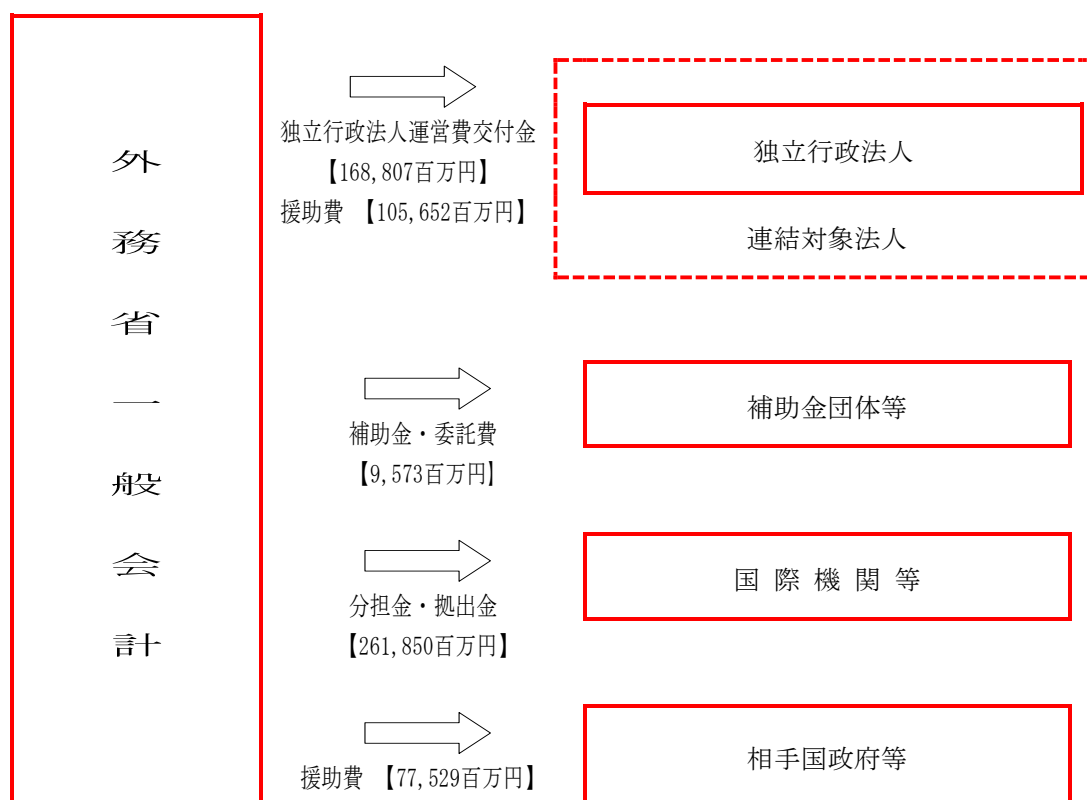 外務省一般会計
独立行政法人運営費交付金
【168,807百万円】
援助費 【105,652百万円】
独立行政法人
連結対象法人
補助金・委託費
【9,573百万円】
補助金団体等
分担金・拠出金
【261,850百万円】
国際機関等
援助費 【77,529百万円】
相手国政府等